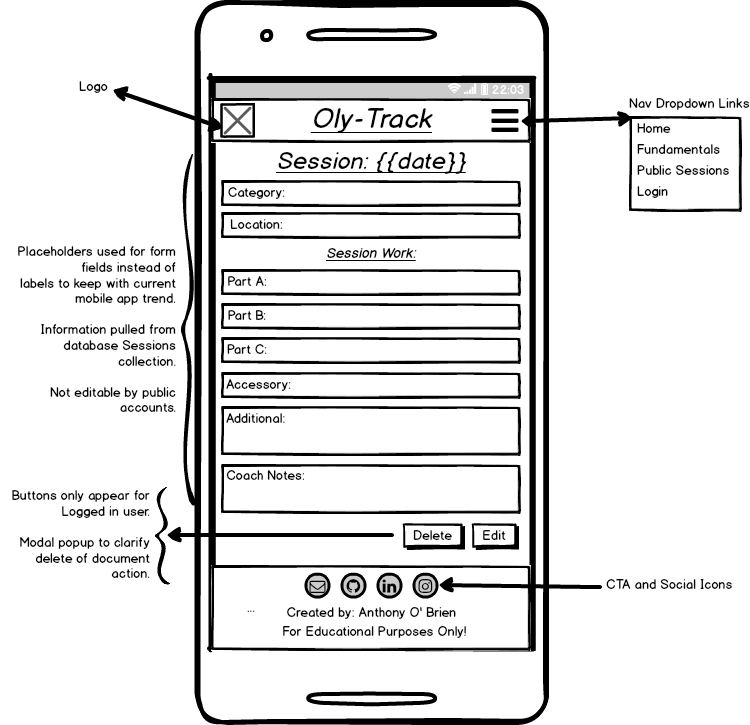 22:03
Logo
Oly-Track
Nav Dropdown Links
Home
Fundamentals
Public Sessions
Login
Session: {{date}}
Category:
Location:
Session Work:
Part A:
Part B:
Part C:
Accessory:
Additional:
Coach Notes:
Placeholders used for form
fields instead of
labels to keep with current
mobile app trend.
Information pulled from
database Sessions
collection.
Not editable by public
accounts.
Buttons only appear for
Logged in user.
Modal popup to clarify
delete of document
action.
Delete
Edit
in
CTA and Social Icons
...
Created by: Anthony O' Brien
For Educational Purposes Only!